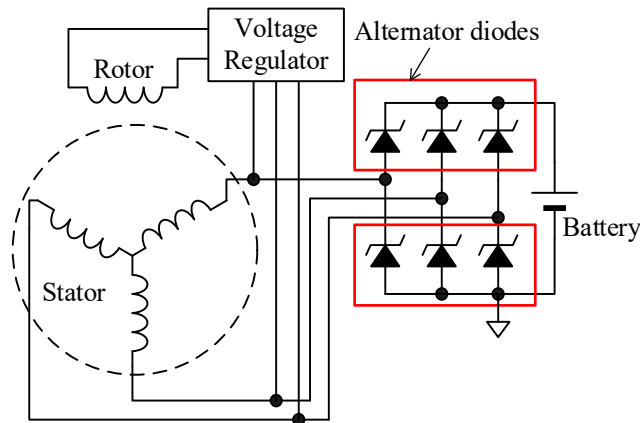 Voltage
Regulator
Alternator diodes
Rotor
Stator
Battery